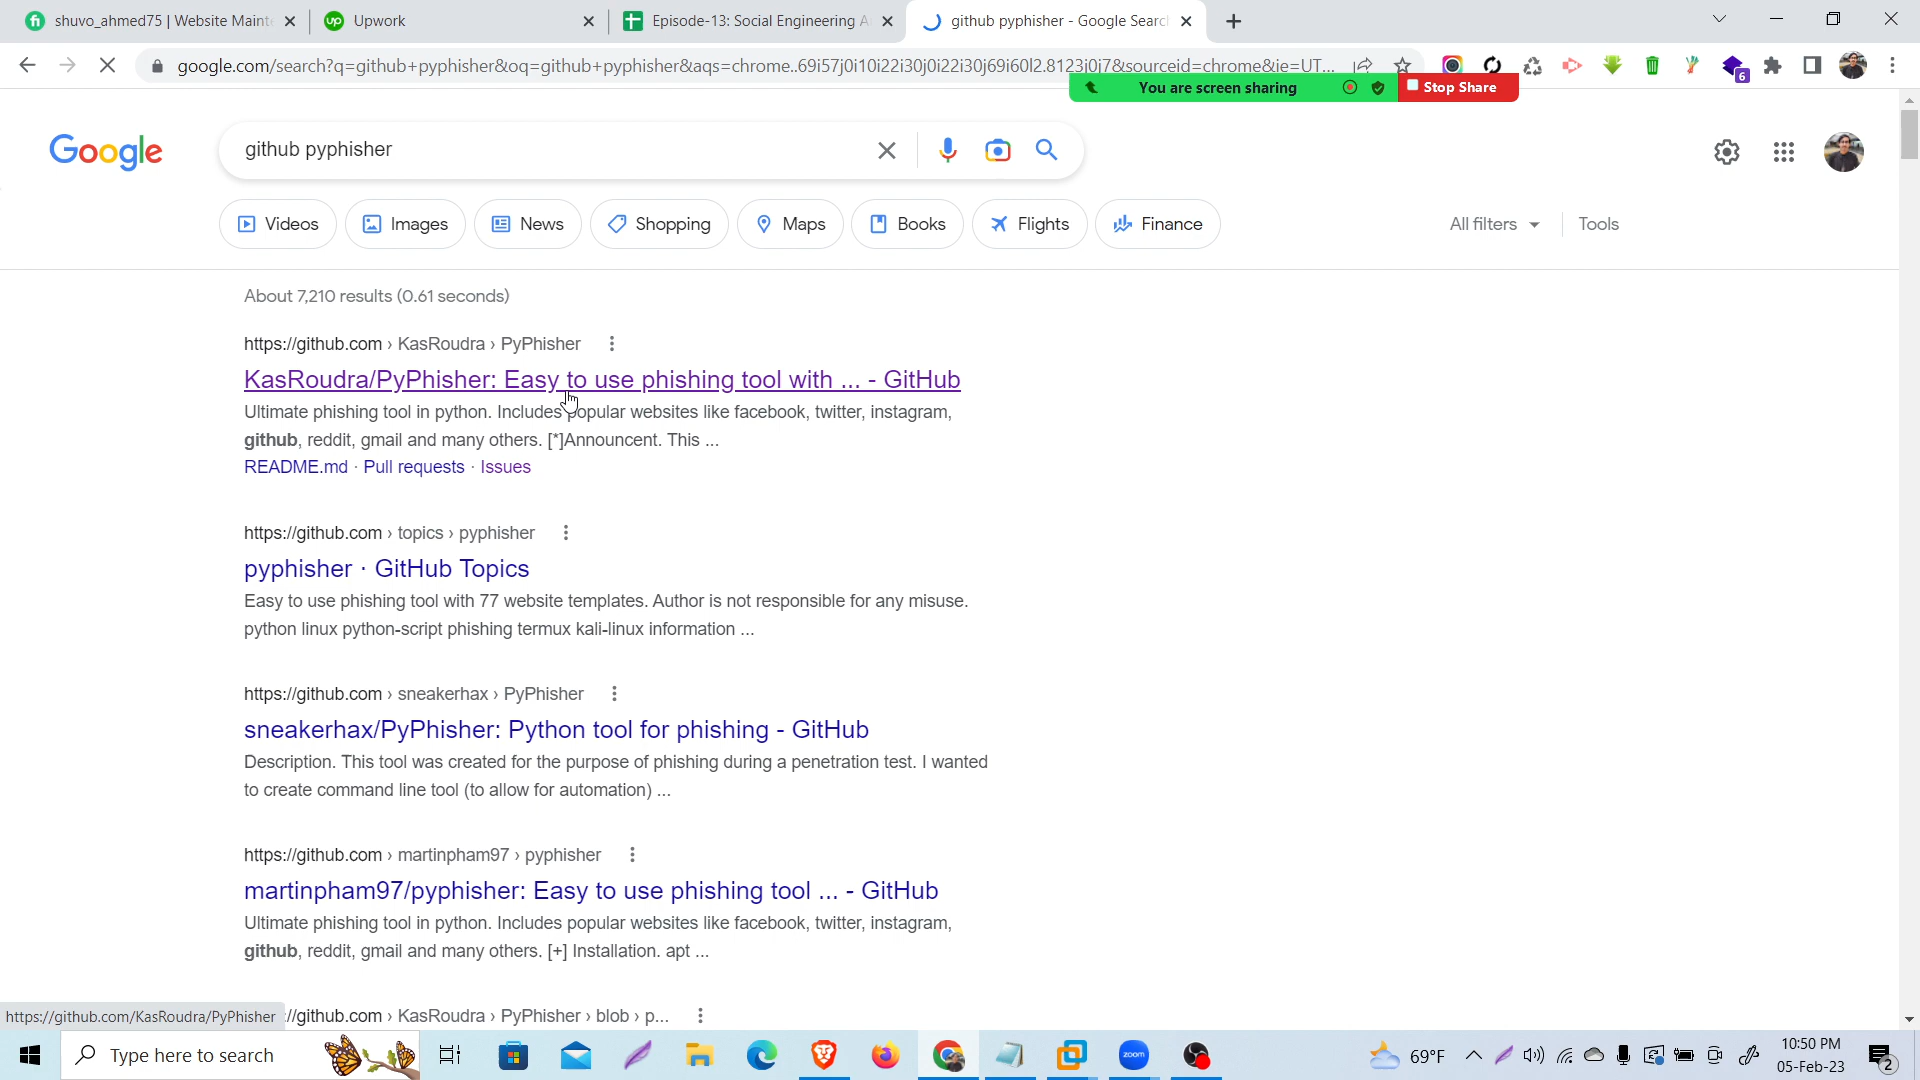 shuvo_ahmed75 | Website Maint
Upwork
Episode-13: Social Engineering A
github pyphisher - Google Search
google.com/search?q=github+pyphisher&oq=github+pyphisher&aqs=chrome..69i57j0i10i22i30j0i22i30j69i60l2.8123j0j7&sourceid=chrome&ie=UT...
6
You are screen sharing
Stop Share
Google
github pyphisher
Videos
Images
News
Shopping
Maps
Books
Flights
Finance
All filters
Tools
About 7,210 results (0.61 seconds)
https://github.com › KasRoudra › PyPhisher
KasRoudra/PyPhisher: Easy to use phishing tool with ... - GitHub
Ultimate phishing tool in python. Includes popular websites like facebook, twitter, instagram,
github, reddit, gmail and many others. [*]Announcent. This ...
README.md · Pull requests · Issues
https://github.com › topics › pyphisher
pyphisher · GitHub Topics
Easy to use phishing tool with 77 website templates. Author is not responsible for any misuse.
python linux python-script phishing termux kali-linux information ...
https://github.com › sneakerhax › PyPhisher
sneakerhax/PyPhisher: Python tool for phishing - GitHub
Description. This tool was created for the purpose of phishing during a penetration test. I wanted
to create command line tool (to allow for automation) ...
https://github.com › martinpham97 › pyphisher
martinpham97/pyphisher: Easy to use phishing tool ... - GitHub
Ultimate phishing tool in python. Includes popular websites like facebook, twitter, instagram,
github, reddit, gmail and many others. [+] Installation. apt ...
https://github.com/KasRoudra/PyPhisher
//github.com › KasRoudra › PyPhisher › blob › p...
Type here to search
zoom
69°F
10:50 PM
05-Feb-23
2